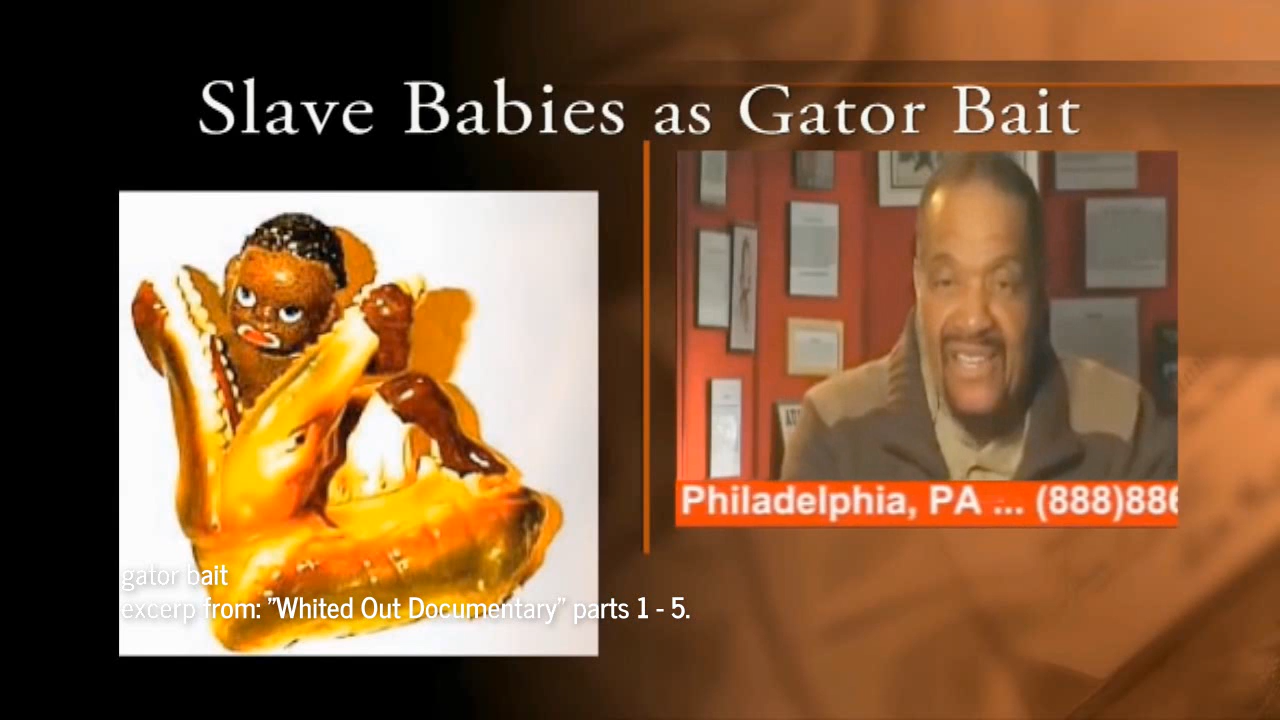 Slave Babies as Gator Bait
Philadelphia, PA ... (888)886
gator bait
excerp from: "Whited Out Documentary" parts 1 - 5.